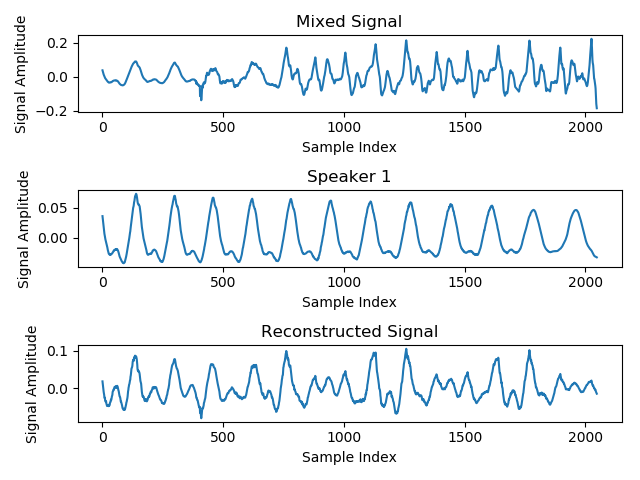 Mixed Signal
Signal Amplitude
0.2
0.0
−0.2
0 500 1000 1500 2000
Sample Index
Speaker 1
Signal Amplitude
0.05
0.00
0 500 1000 1500 2000
Sample Index
Reconstructed Signal
Signal Amplitude
0.1
0.0
0 500 1000 1500 2000
Sample Index